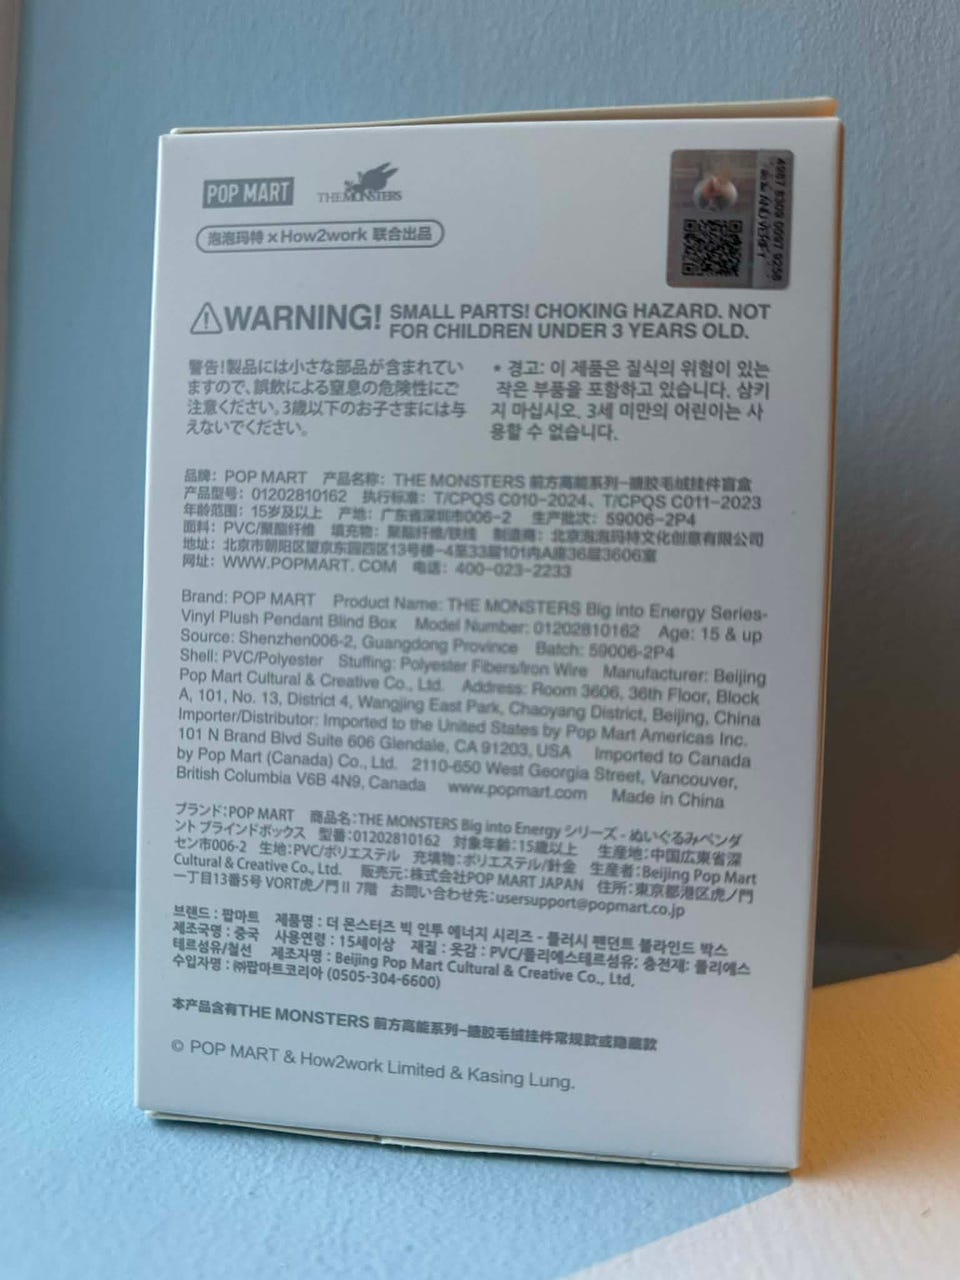 POP MART
THE MONSTERS
泡泡玛特 × How2work 联合出品
4987 8309 0097 9258
WARNING!
SMALL PARTS! CHOKING HAZARD. NOT
FOR CHILDREN UNDER 3 YEARS OLD.
警告!製品には小さな部品が含まれてい
ますので、誤飲による窒息の危険性にご
注意ください。3歳以下のお子さまには与
えないでください。
* 경고: 이 제품은 질식의 위험이 있는
작은 부품을 포함하고 있습니다. 삼키
지 마십시오. 3세 미만의 어린이는 사
용할 수 없습니다.
品牌: POP MART 产品名称: THE MONSTERS 前方高能系列-搪胶毛绒挂件盲盒
产品型号: 01202810162 执行标准: T/CPQS C010-2024、T/CPQS C011-2023
年龄范围: 15岁及以上 产地: 广东省深圳市006-2 生产批次: 59006-2P4
面料: PVC/聚酯纤维 填充物: 聚酯纤维/铁线 制造商: 北京泡泡玛特文化创意有限公司
地址: 北京市朝阳区望京东园四区13号楼-4至33层101内A座36层3606室
网址: WWW.POPMART.COM 电话: 400-023-2233
Brand: POP MART Product Name: THE MONSTERS Big into Energy Series-
Vinyl Plush Pendant Blind Box Model Number: 01202810162 Age: 15 & up
Source: Shenzhen006-2, Guangdong Province Batch: 59006-2P4
Shell: PVC/Polyester Stuffing: Polyester Fibers/Iron Wire Manufacturer: Beijing
Pop Mart Cultural & Creative Co., Ltd. Address: Room 3606, 36th Floor, Block
A, 101, No. 13, District 4, Wangjing East Park, Chaoyang District, Beijing, China
Importer/Distributor: Imported to the United States by Pop Mart Americas Inc.
101 N Brand Blvd Suite 606 Glendale, CA 91203, USA Imported to Canada
by Pop Mart (Canada) Co., Ltd. 2110-650 West Georgia Street, Vancouver,
British Columbia V6B 4N9, Canada www.popmart.com Made in China
ブランド:POP MART 商品名:THE MONSTERS Big into Energy シリーズ - ぬいぐるみペンダ
ント ブラインドボックス 型番:01202810162 対象年齢:15歳以上 生産地:中国広東省深
セン市006-2 生地:PVC/ポリエステル 充填物:ポリエステル/針金 生産者:Beijing Pop Mart
Cultural & Creative Co., Ltd. 販売元:株式会社POP MART JAPAN 住所:東京都港区虎ノ門
一丁目13番5号 VORT虎ノ門Ⅱ 7階 お問い合わせ先:usersupport@popmart.co.jp
브랜드 : 팝마트 제품명 : 더 몬스터즈 빅 인투 에너지 시리즈 - 플러시 팬던트 블라인드 박스
제조국명 : 중국 사용연령 : 15세이상 재질 : 옷감 : PVC/폴리에스테르섬유; 충전재: 폴리에스
테르섬유/철선 제조자명 : Beijing Pop Mart Cultural & Creative Co., Ltd.
수입자명 : ㈜팝마트코리아 (0505-304-6600)
本产品含有THE MONSTERS 前方高能系列-搪胶毛绒挂件常规款或隐藏款
© POP MART & How2work Limited & Kasing Lung.